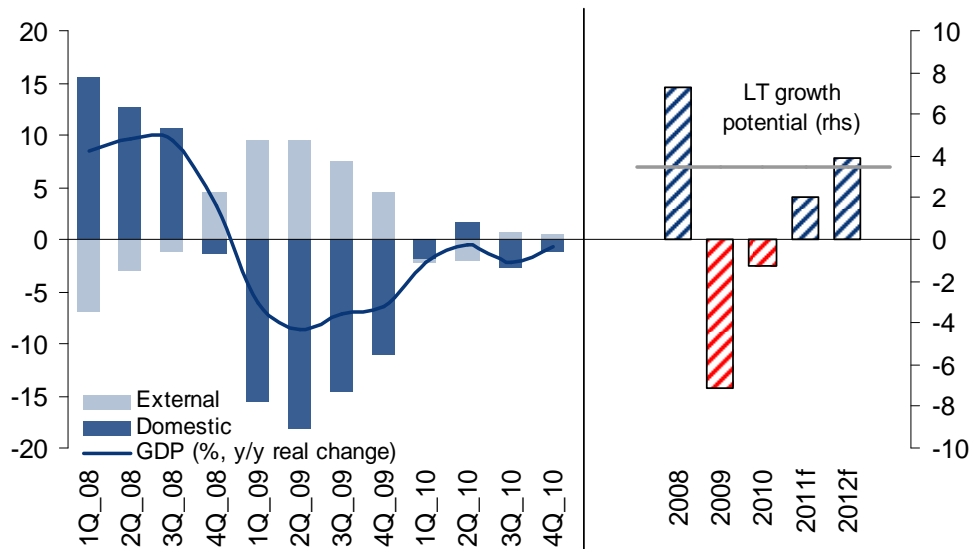 20
15
10
5
0
-5
-10
-15
-20
External
Domestic
GDP (%, y/y real change)
1Q_08
2Q_08
3Q_08
4Q_08
1Q_09
2Q_09
3Q_09
4Q_09
1Q_10
2Q_10
3Q_10
4Q_10
LT growth
potential (rhs)
10
8
6
4
2
0
-2
-4
-6
-8
-10
2008
2009
2010
2011f
2012f